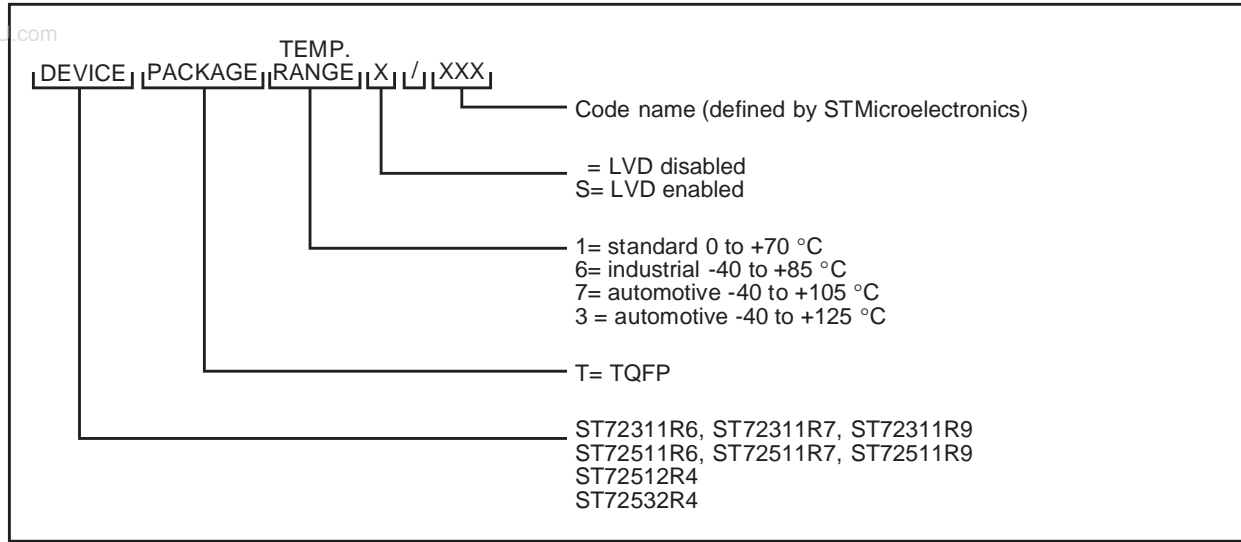 J.com
TEMP.
DEVICE PACKAGE RANGE X / XXX
Code name (defined by STMicroelectronics)
= LVD disabled
S= LVD enabled
1= standard 0 to +70 °C
6= industrial -40 to +85 °C
7= automotive -40 to +105 °C
3 = automotive -40 to +125 °C
T= TQFP
ST72311R6, ST72311R7, ST72311R9
ST72511R6, ST72511R7, ST72511R9
ST72512R4
ST72532R4